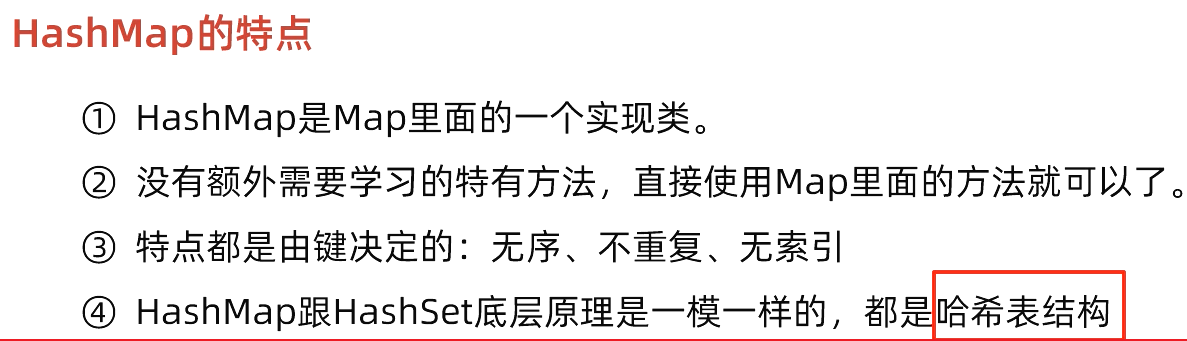 HashMap的特点
① HashMap是Map里面的一个实现类。
② 没有额外需要学习的特有方法，直接使用Map里面的方法就可以了。
③ 特点都是由键决定的：无序、不重复、无索引
④ HashMap跟HashSet底层原理是一模一样的，都是哈希表结构